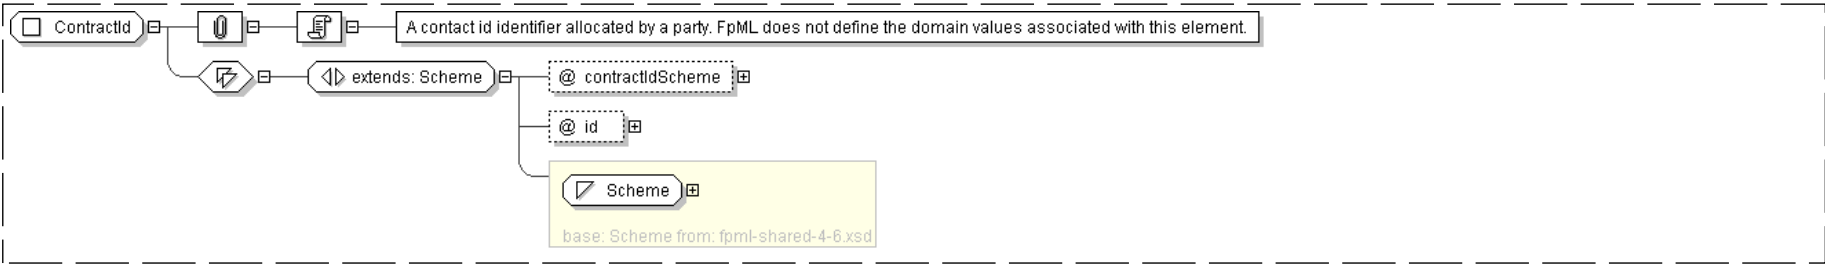 ContractId
A contact id identifier allocated by a party. FpML does not define the domain values associated with this element.
extends: Scheme
@ contractIdScheme
@ id
Scheme
base: Scheme from: fpml-shared-4-6.xsd